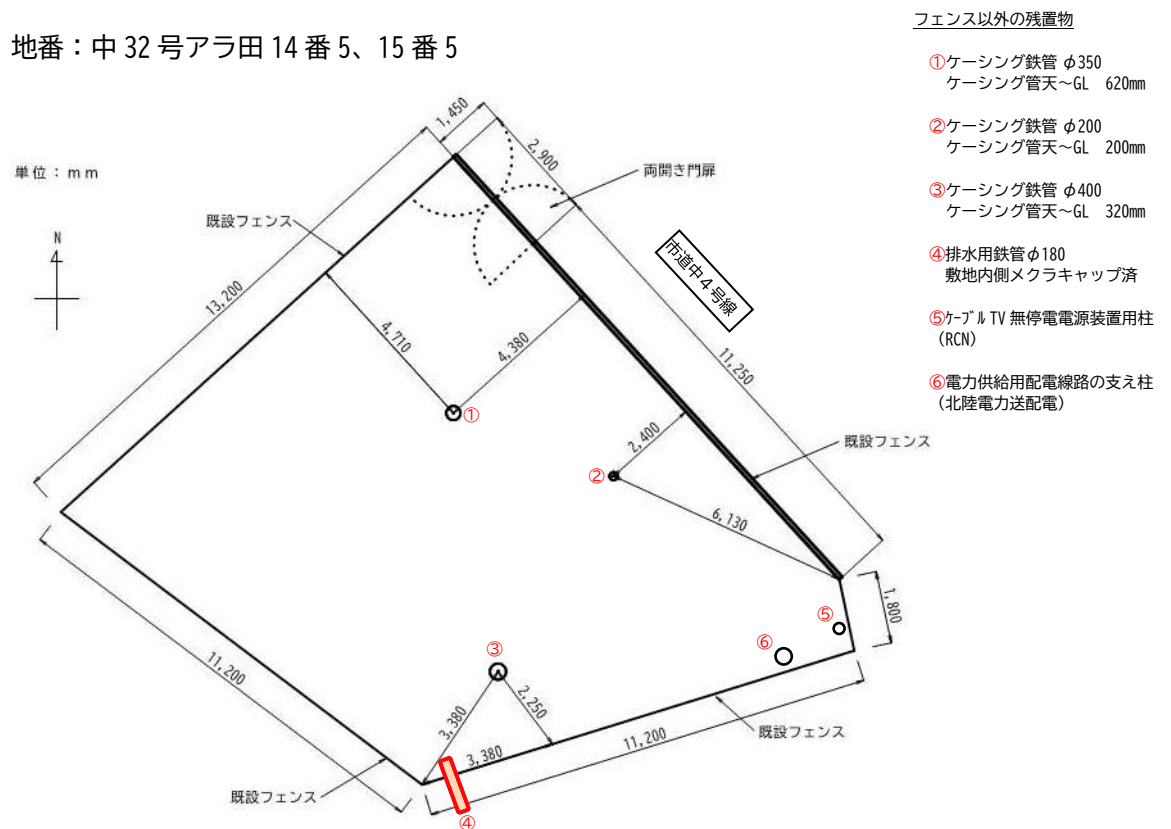 地番：中 32 号アラ田 14 番 5、15 番 5
単位：mm
N
フェンス以外の残置物
①ケーシング鉄管 φ350
ケーシング管天～GL 620mm
②ケーシング鉄管 φ200
ケーシング管天～GL 200mm
③ケーシング鉄管 φ400
ケーシング管天～GL 320mm
④排水用鉄管φ180
敷地内側メクラキャップ済
⑤ｹｰﾌﾞﾙ TV 無停電電源装置用柱
（RCN）
⑥電力供給用配電線路の支え柱
（北陸電力送配電）
1,450
2,900
両開き門扉
既設フェンス
市道中４号線
13,200
4,710
4,380
11,250
①
2,400
既設フェンス
②
6,130
1,800
⑤
⑥
③
11,200
3,380
2,250
3,380
11,200
既設フェンス
既設フェンス
④